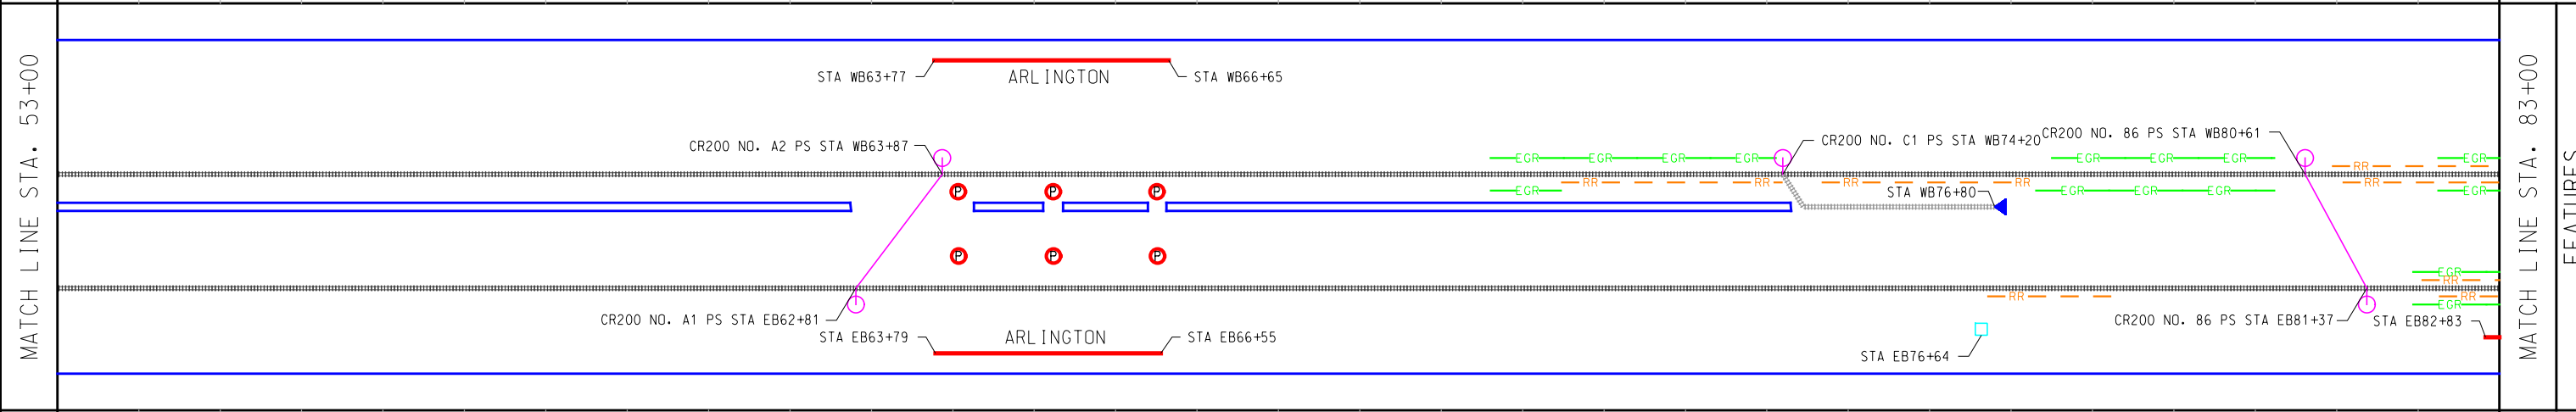 MATCH LINE STA. 53+00
STA WB63+77
ARLINGTON
STA WB66+65
CR200 NO. A2 PS STA WB63+87
CR200 NO. C1 PS STA WB74+20
CR200 NO. 86 PS STA WB80+61
EGR EGR EGR EGR
EGR EGR EGR
RR
EGR
EGR
RR RR RR RR
STA WB76+80
EGR EGR EGR
RR
EGR
P P P
P P P
EGR
RR
RR
RR
EGR
CR200 NO. A1 PS STA EB62+81
STA EB63+79
ARLINGTON
STA EB66+55
STA EB76+64
CR200 NO. 86 PS STA EB81+37
STA EB82+83
MATCH LINE STA. 83+00
FEATURES